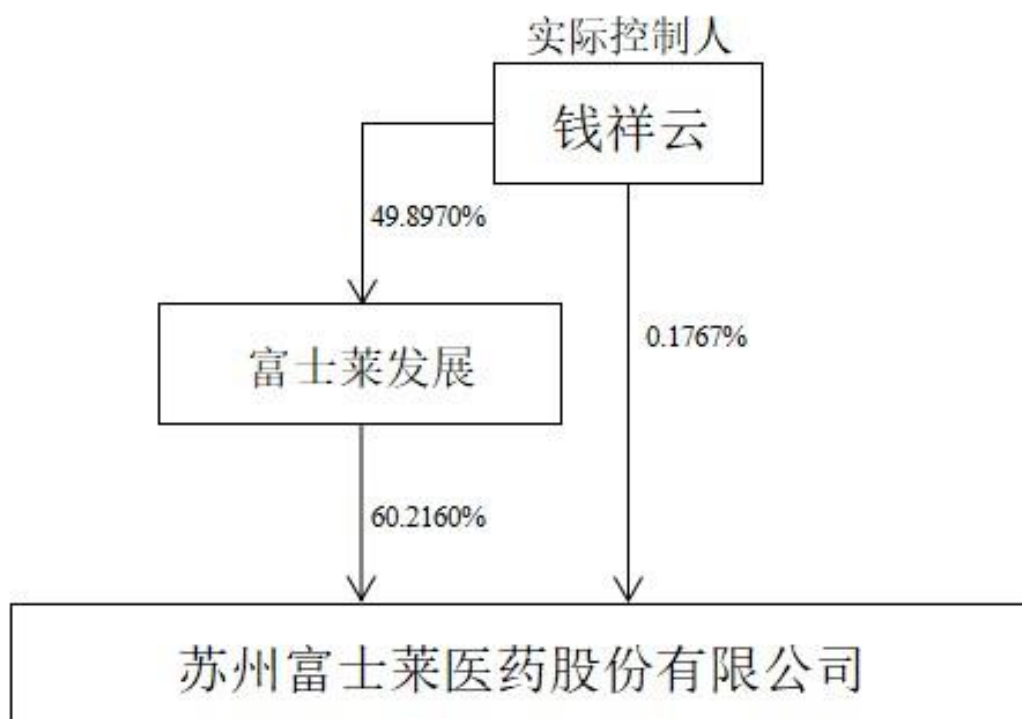 实际控制人
钱祥云
49.8970%
富士莱发展
0.1767%
60.2160%
苏州富士莱医药股份有限公司